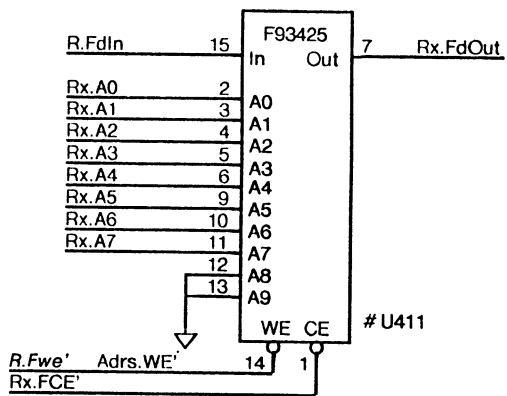 F93425
R.FdIn 15 In Out 7 Rx.FdOut
Rx.A0 2 A0
Rx.A1 3 A1
Rx.A2 4 A2
Rx.A3 5 A3
Rx.A4 6 A4
Rx.A5 9 A5
Rx.A6 10 A6
Rx.A7 11 A7
12 A8
13 A9
WE CE # U411
R.Fwe' Adrs.WE' 14 1
Rx.FCE'